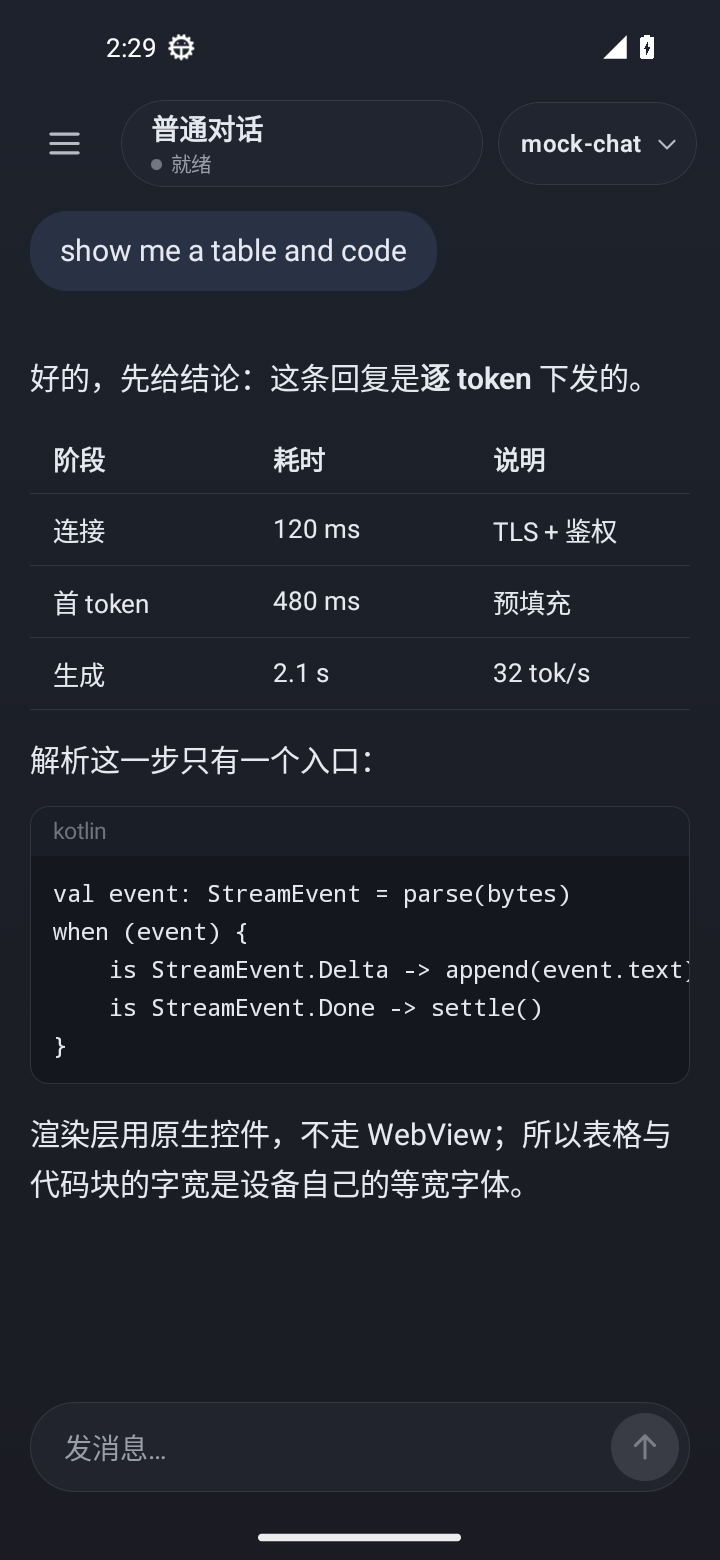 2:29
普通对话
就绪
mock-chat
show me a table and code
好的，先给结论：这条回复是逐 token 下发的。
阶段 耗时 说明
连接 120 ms TLS + 鉴权
首 token 480 ms 预填充
生成 2.1 s 32 tok/s
解析这一步只有一个入口：
kotlin
val event: StreamEvent = parse(bytes)
when (event) {
    is StreamEvent.Delta -> append(event.text)
    is StreamEvent.Done -> settle()
}
渲染层用原生控件，不走 WebView；所以表格与
代码块的字宽是设备自己的等宽字体。
发消息…